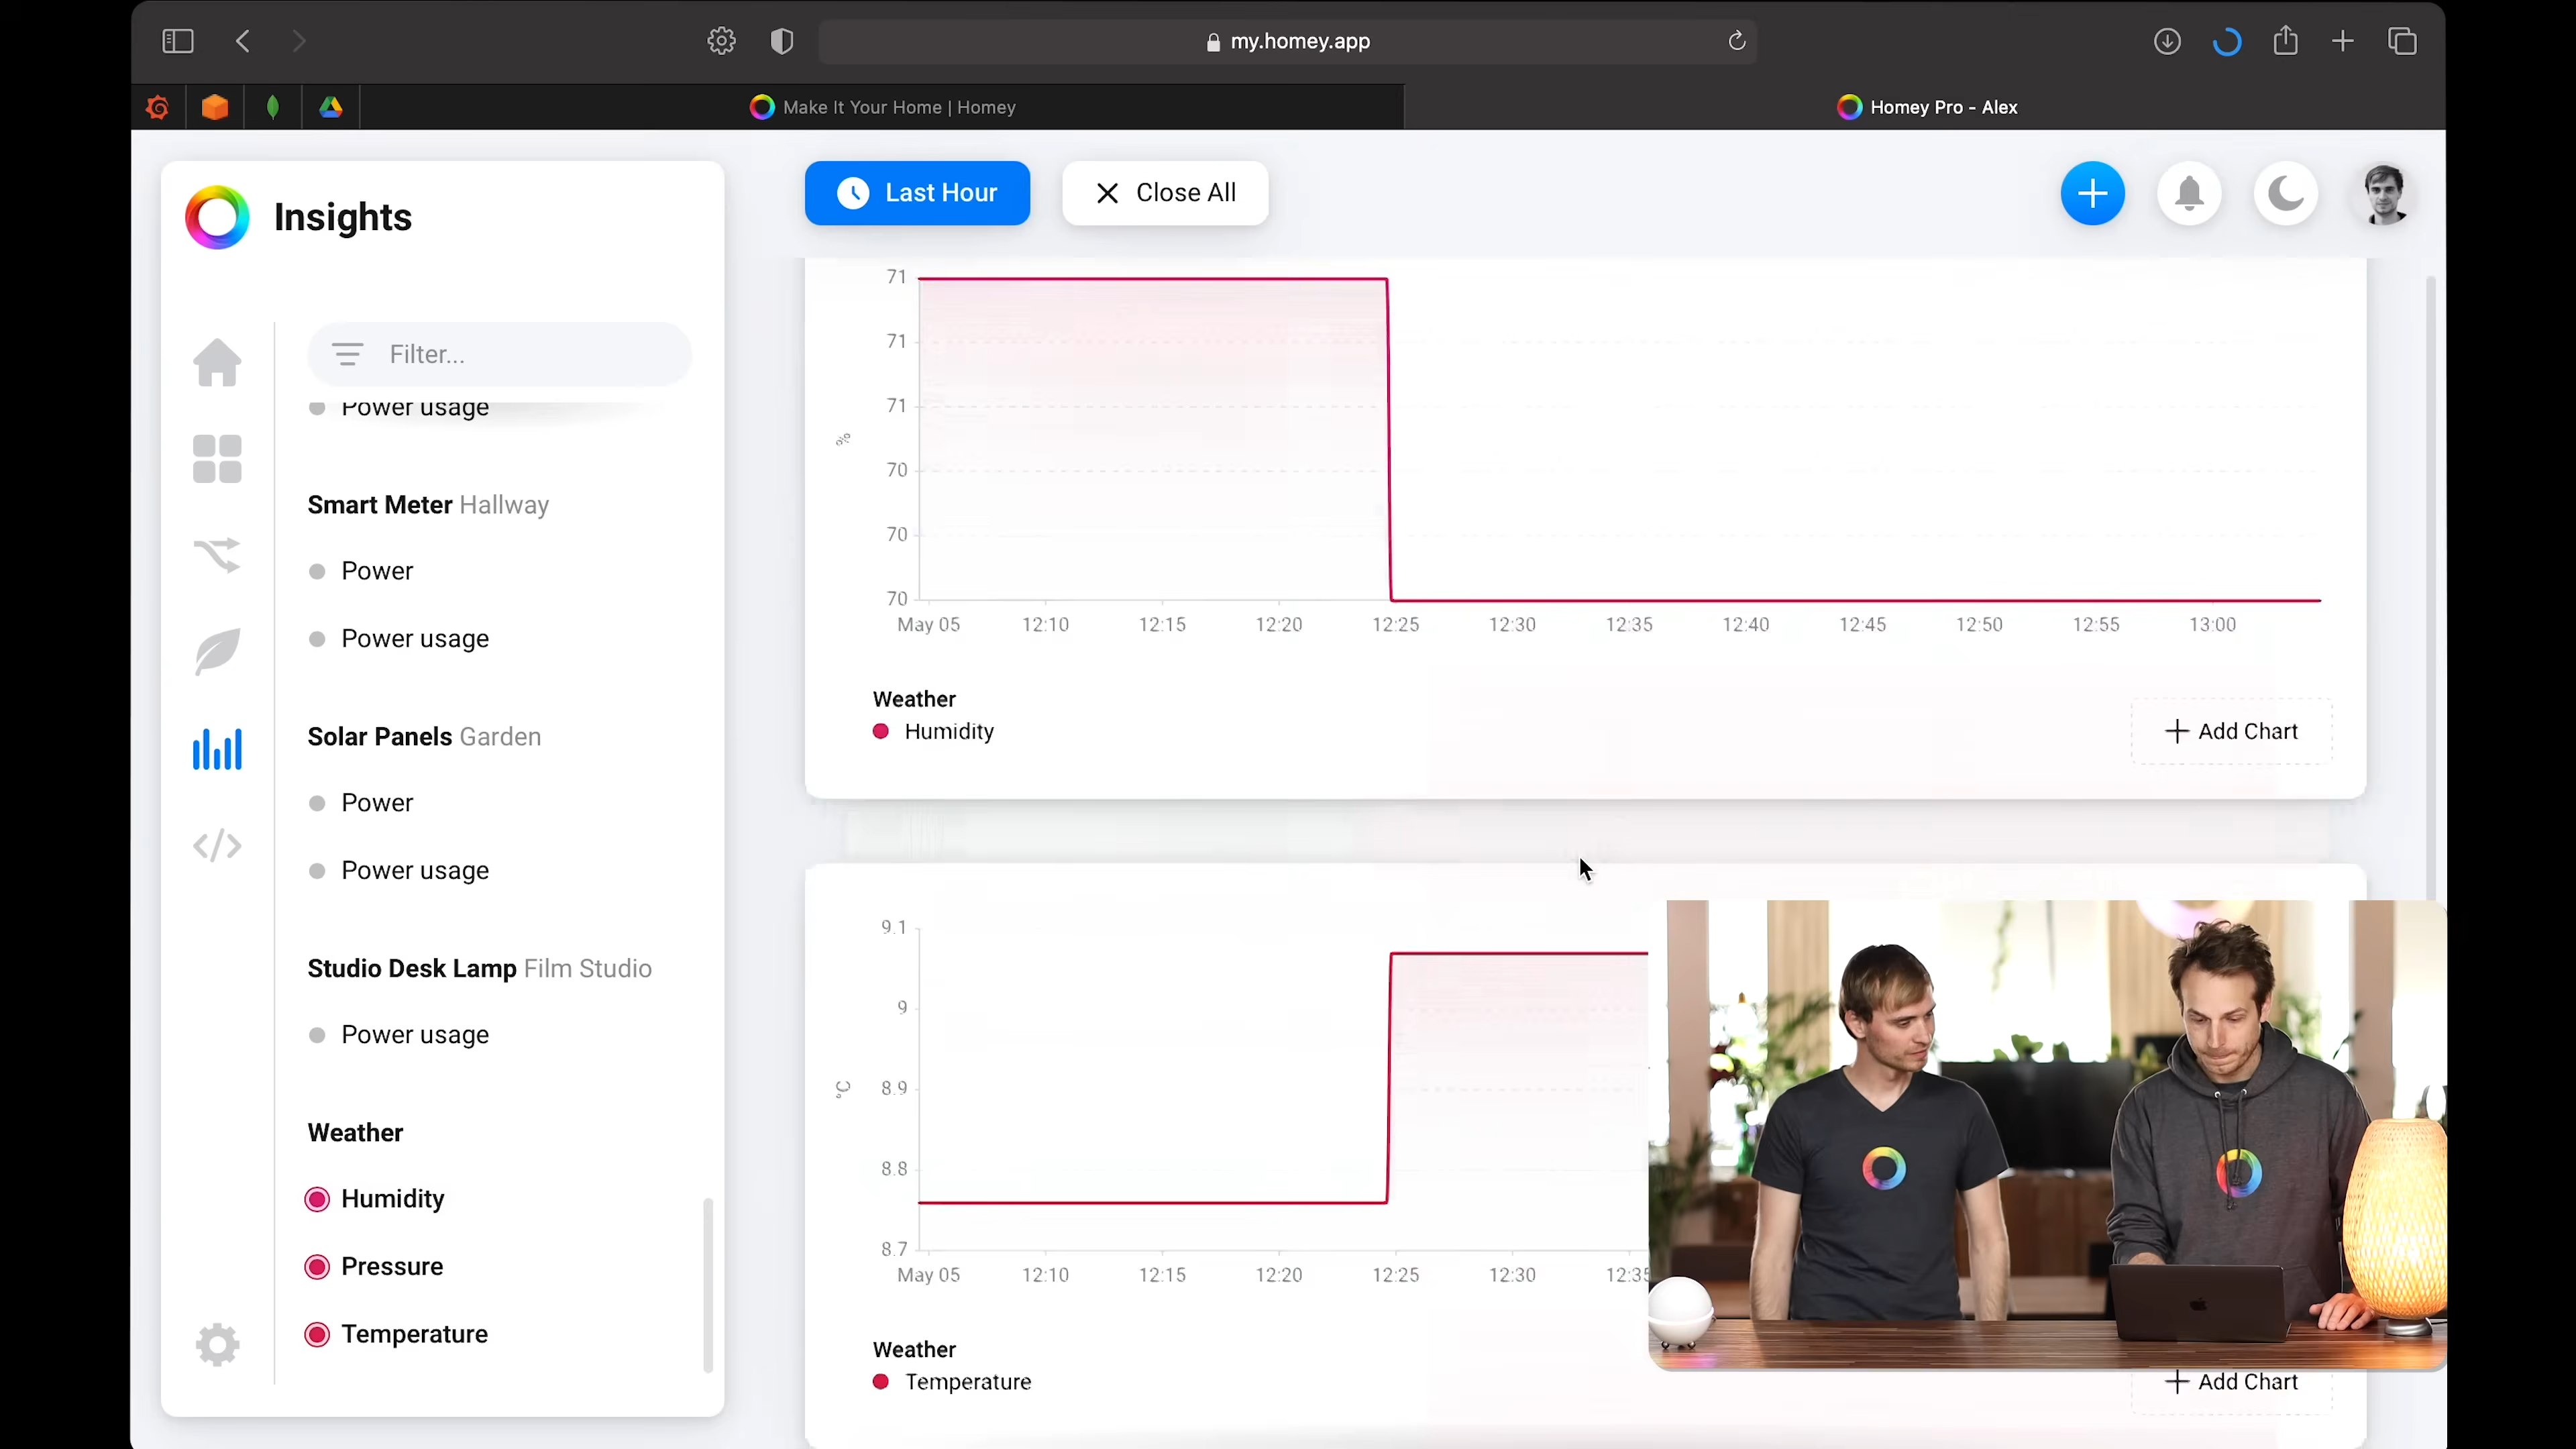 my.homey.app
Make It Your Home | Homey
Homey Pro - Alex
Insights
Last Hour
Close All
Filter...
Power usage
Smart Meter Hallway
Power
Power usage
Solar Panels Garden
Power
Power usage
Studio Desk Lamp Film Studio
Power usage
Weather
Humidity
Pressure
Temperature
71
71
71
%
70
70
70
May 05 12:10 12:15 12:20 12:25 12:30 12:35 12:40 12:45 12:50 12:55 13:00
Weather
Humidity
Add Chart
9.1
9
°C
8.9
8.8
8.7
May 05 12:10 12:15 12:20 12:25 12:30 12:35
Weather
Temperature
Add Chart